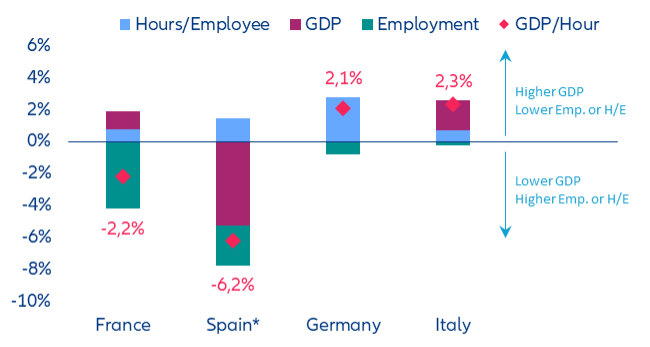 Hours/Employee GDP Employment GDP/Hour
6%
4%
2%
0%
-2%
-4%
-6%
-8%
-10%
2,1%
2,3%
-2,2%
-6,2%
Higher GDP
Lower Emp. or H/E
Lower GDP
Higher Emp. or H/E
France Spain* Germany Italy